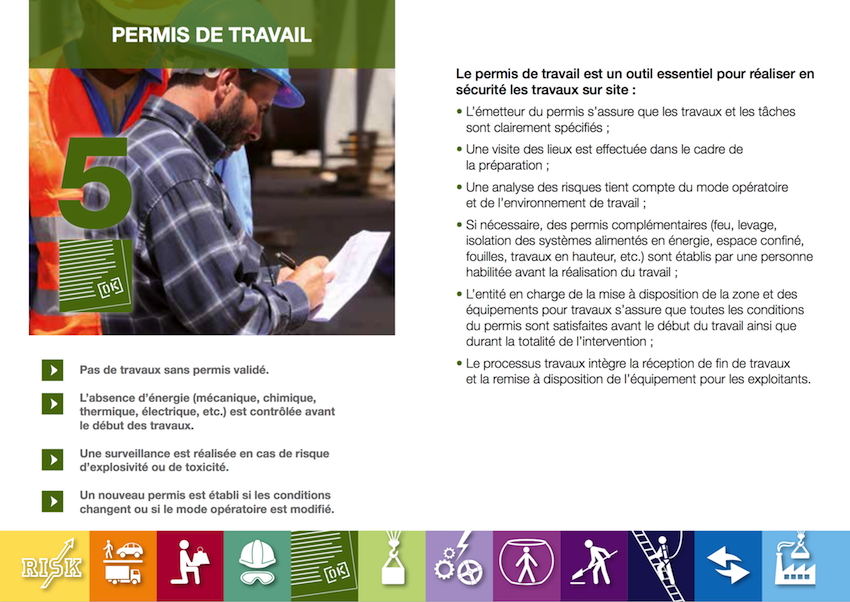 PERMIS DE TRAVAIL
5
OK
Pas de travaux sans permis validé.
L'absence d'énergie (mécanique, chimique,
thermique, électrique, etc.) est contrôlée avant
le début des travaux.
Une surveillance est réalisée en cas de risque
d'explosivité ou de toxicité.
Un nouveau permis est établi si les conditions
changent ou si le mode opératoire est modifié.
Le permis de travail est un outil essentiel pour réaliser en
sécurité les travaux sur site :
• L'émetteur du permis s'assure que les travaux et les tâches
sont clairement spécifiés ;
• Une visite des lieux est effectuée dans le cadre de
la préparation ;
• Une analyse des risques tient compte du mode opératoire
et de l'environnement de travail ;
• Si nécessaire, des permis complémentaires (feu, levage,
isolation des systèmes alimentés en énergie, espace confiné,
fouilles, travaux en hauteur, etc.) sont établis par une personne
habilitée avant la réalisation du travail ;
• L'entité en charge de la mise à disposition de la zone et des
équipements pour travaux s'assure que toutes les conditions
du permis sont satisfaites avant le début du travail ainsi que
durant la totalité de l'intervention ;
• Le processus travaux intègre la réception de fin de travaux
et la remise à disposition de l'équipement pour les exploitants.
RISK
OK